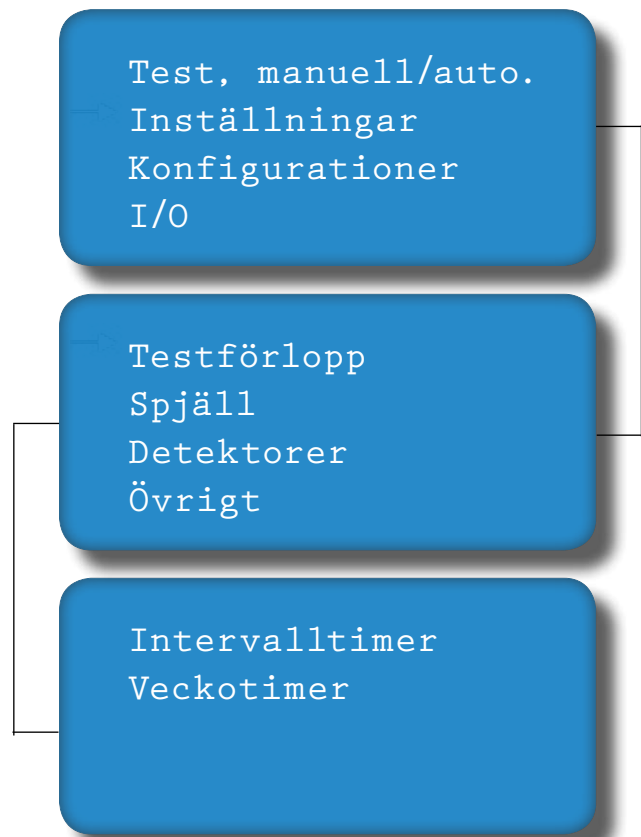 Test, manuell/auto.
Inställningar
Konfigurationer
I/O
Testförlopp
Spjäll
Detektorer
Övrigt
Intervalltimer
Veckotimer